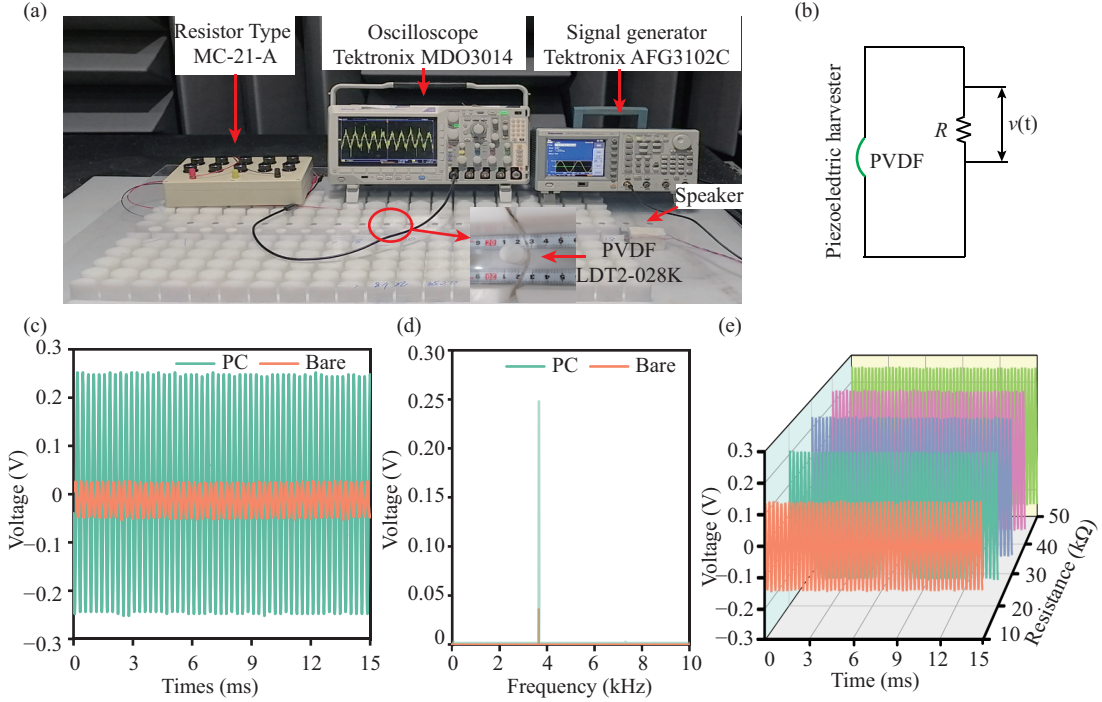 (a)
Resistor Type
MC-21-A
Oscilloscope
Tektronix MDO3014
Signal generator
Tektronix AFG3102C
Speaker
PVDF
LDT2-028K
(b)
Piezoeledtric harvester
PVDF
R
v(t)
(c)
PC
Bare
0.3
0.2
0.1
0
−0.1
−0.2
−0.3
Voltage (V)
0 3 6 9 12 15
Times (ms)
(d)
PC
Bare
0.30
0.25
0.20
0.15
0.10
0.05
0
Voltage (V)
0 2 4 6 8 10
Frequency (kHz)
(e)
0.3
0.2
0.1
0
−0.1
−0.2
−0.3
Voltage (V)
0 3 6 9 12 15
Time (ms)
50
40
30
20
10
Resistance (kΩ)